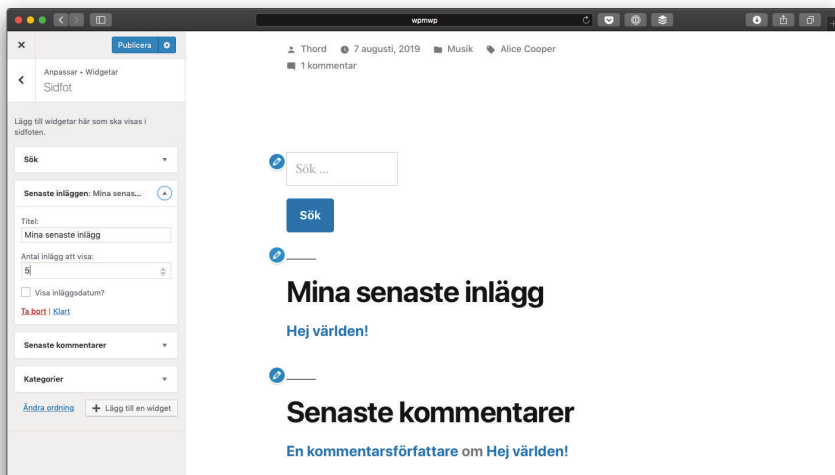 wpmwp
Publicera
Anpassar ▸ Widgetar
Sidfot
Lägg till widgetar här som ska visas i
sidfoten.
Sök
Senaste inläggen: Mina senas...
Titel:
Mina senaste inlägg
Antal inlägg att visa:
5
Visa inläggsdatum?
Ta bort | Klart
Senaste kommentarer
Kategorier
Ändra ordning
Lägg till en widget
Thord 7 augusti, 2019 Musik Alice Cooper
1 kommentar
Sök ...
Sök
Mina senaste inlägg
Hej världen!
Senaste kommentarer
En kommentarsförfattare om Hej världen!